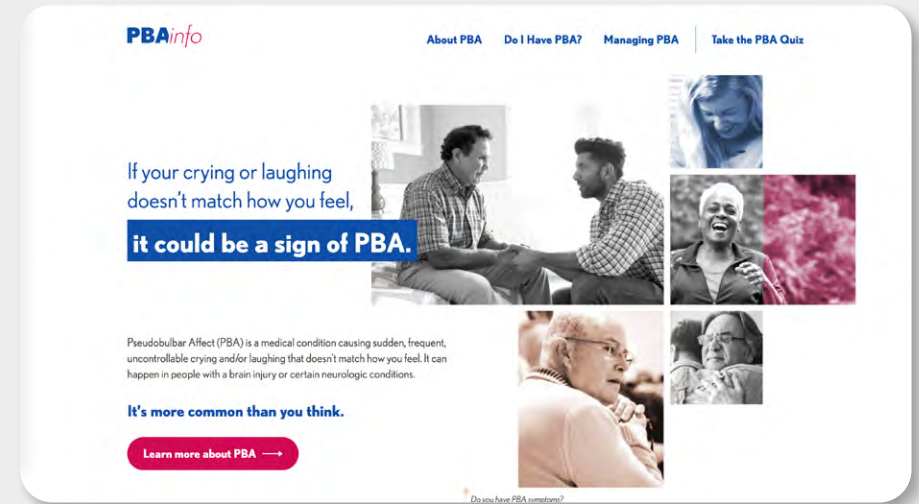 PBAinfo
About PBA Do I Have PBA? Managing PBA Take the PBA Quiz
If your crying or laughing
doesn't match how you feel,
it could be a sign of PBA.
Pseudobulbar Affect (PBA) is a medical condition causing sudden, frequent,
uncontrollable crying and/or laughing that doesn't match how you feel. It can
happen in people with a brain injury or certain neurologic conditions.
It's more common than you think.
Learn more about PBA →
Do you have PBA symptoms?